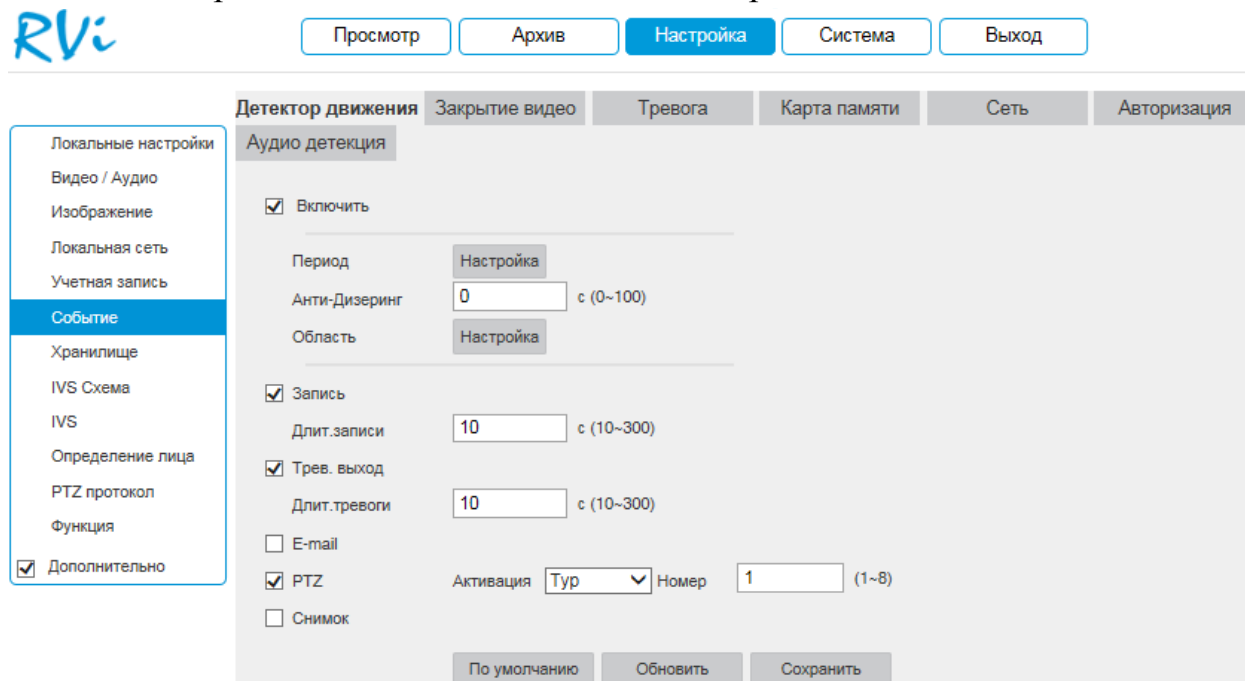 RVi
Просмотр Архив Настройка Система Выход
Детектор движения Закрытие видео Тревога Карта памяти Сеть Авторизация
Аудио детекция
Локальные настройки
Видео / Аудио
Изображение
Локальная сеть
Учетная запись
Событие
Хранилище
IVS Схема
IVS
Определение лица
PTZ протокол
Функция
Дополнительно
Включить
Период Настройка
Анти-Дизеринг 0 с (0~100)
Область Настройка
Запись
Длит.записи 10 с (10~300)
Трев. выход
Длит.тревоги 10 с (10~300)
E-mail
PTZ Активация Тур Номер 1 (1~8)
Снимок
По умолчанию Обновить Сохранить